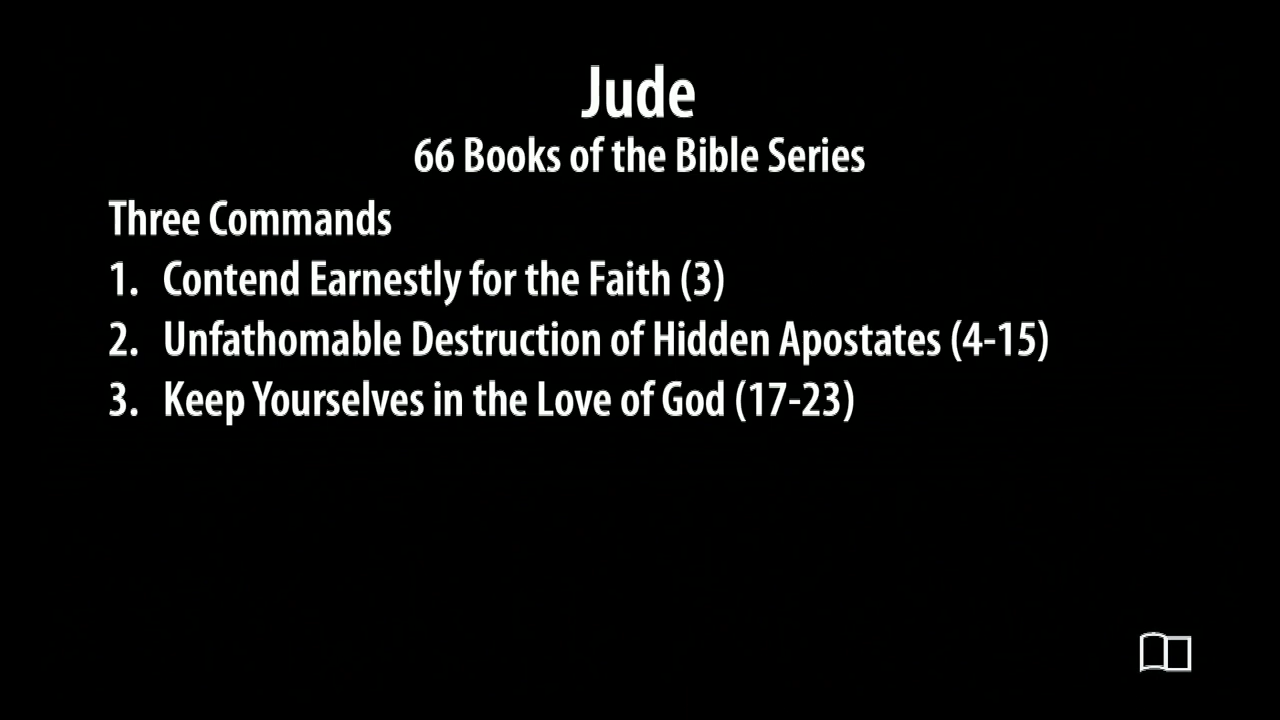 Jude
66 Books of the Bible Series
Three Commands
1. Contend Earnestly for the Faith (3)
2. Unfathomable Destruction of Hidden Apostates (4-15)
3. Keep Yourselves in the Love of God (17-23)